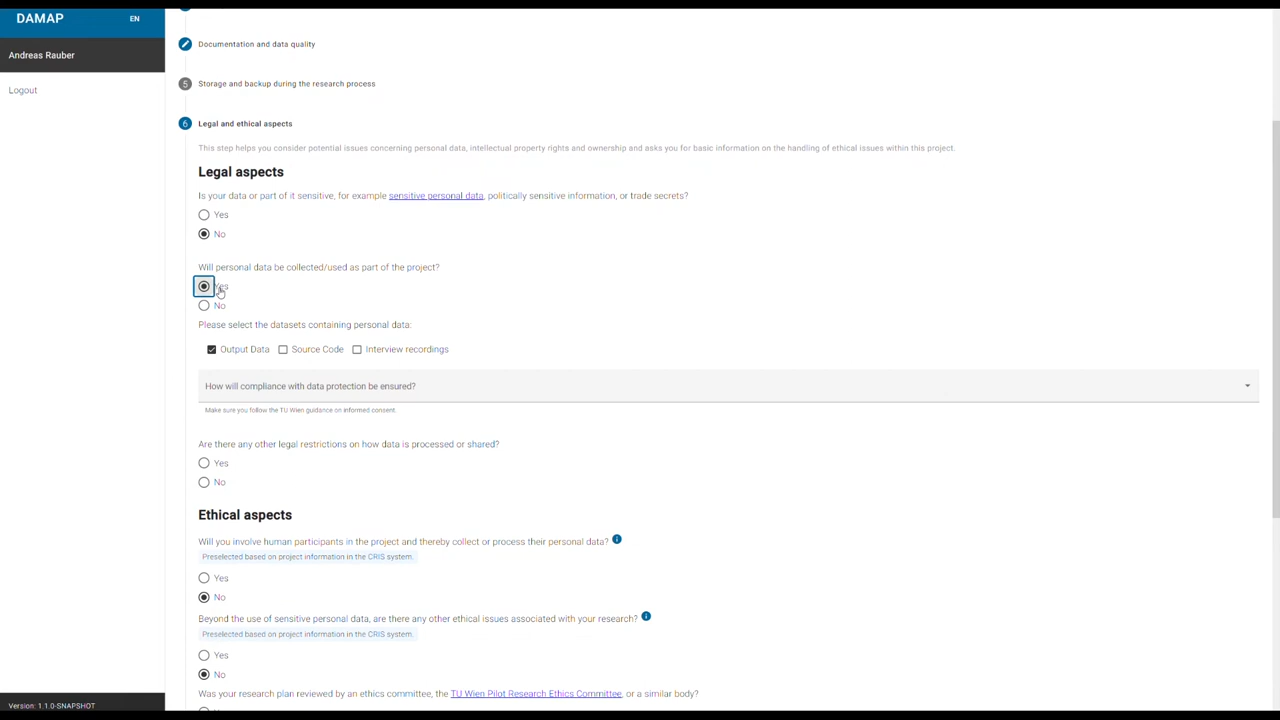 DAMAP
EN
Andreas Rauber
Logout
Documentation and data quality
5 Storage and backup during the research process
6 Legal and ethical aspects
This step helps you consider potential issues concerning personal data, intellectual property rights and ownership and asks you for basic information on the handling of ethical issues within this project.
Legal aspects
Is your data or part of it sensitive, for example sensitive personal data, politically sensitive information, or trade secrets?
Yes
No
Will personal data be collected/used as part of the project?
Yes
No
Please select the datasets containing personal data:
Output Data Source Code Interview recordings
How will compliance with data protection be ensured?
Make sure you follow the TU Wien guidance on informed consent.
Are there any other legal restrictions on how data is processed or shared?
Yes
No
Ethical aspects
Will you involve human participants in the project and thereby collect or process their personal data?
Preselected based on project information in the CRIS system.
Yes
No
Beyond the use of sensitive personal data, are there any other ethical issues associated with your research?
Preselected based on project information in the CRIS system.
Yes
No
Was your research plan reviewed by an ethics committee, the TU Wien Pilot Research Ethics Committee, or a similar body?
Version: 1.1.0-SNAPSHOT